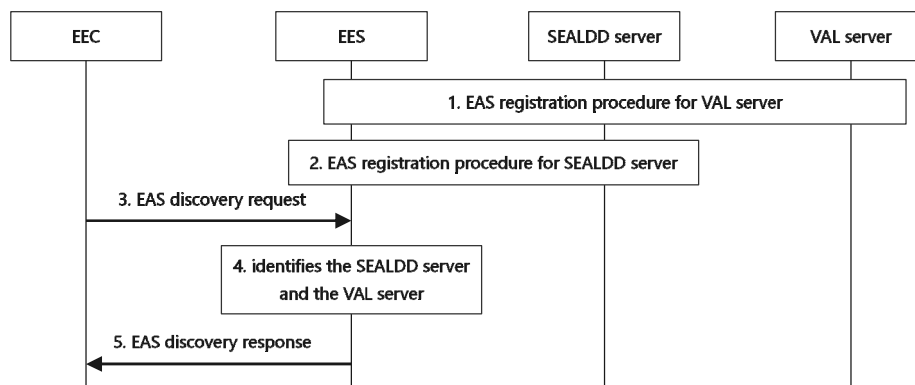 EEC
EES
SEALDD server
VAL server
1. EAS registration procedure for VAL server
2. EAS registration procedure for SEALDD server
3. EAS discovery request
4. identifies the SEALDD server
and the VAL server
5. EAS discovery response